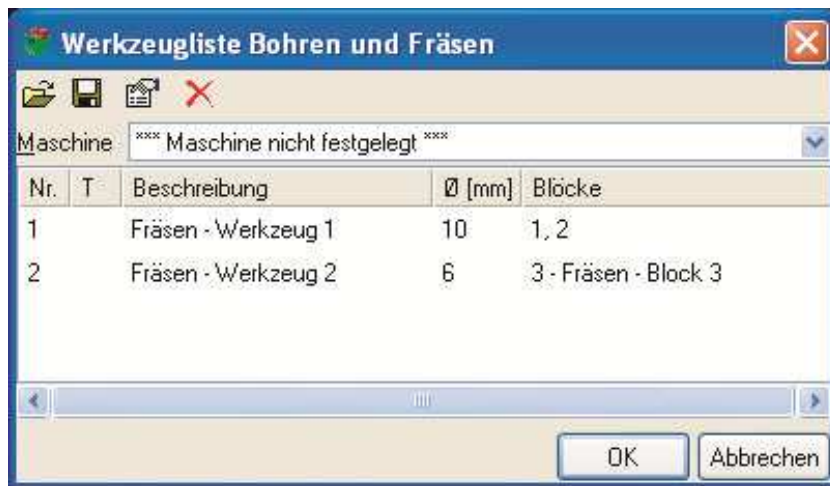 Werkzeugliste Bohren und Fräsen
Maschine *** Maschine nicht festgelegt ***
Nr. T Beschreibung Ø [mm] Blöcke
1 Fräsen - Werkzeug 1 10 1, 2
2 Fräsen - Werkzeug 2 6 3 - Fräsen - Block 3
OK Abbrechen